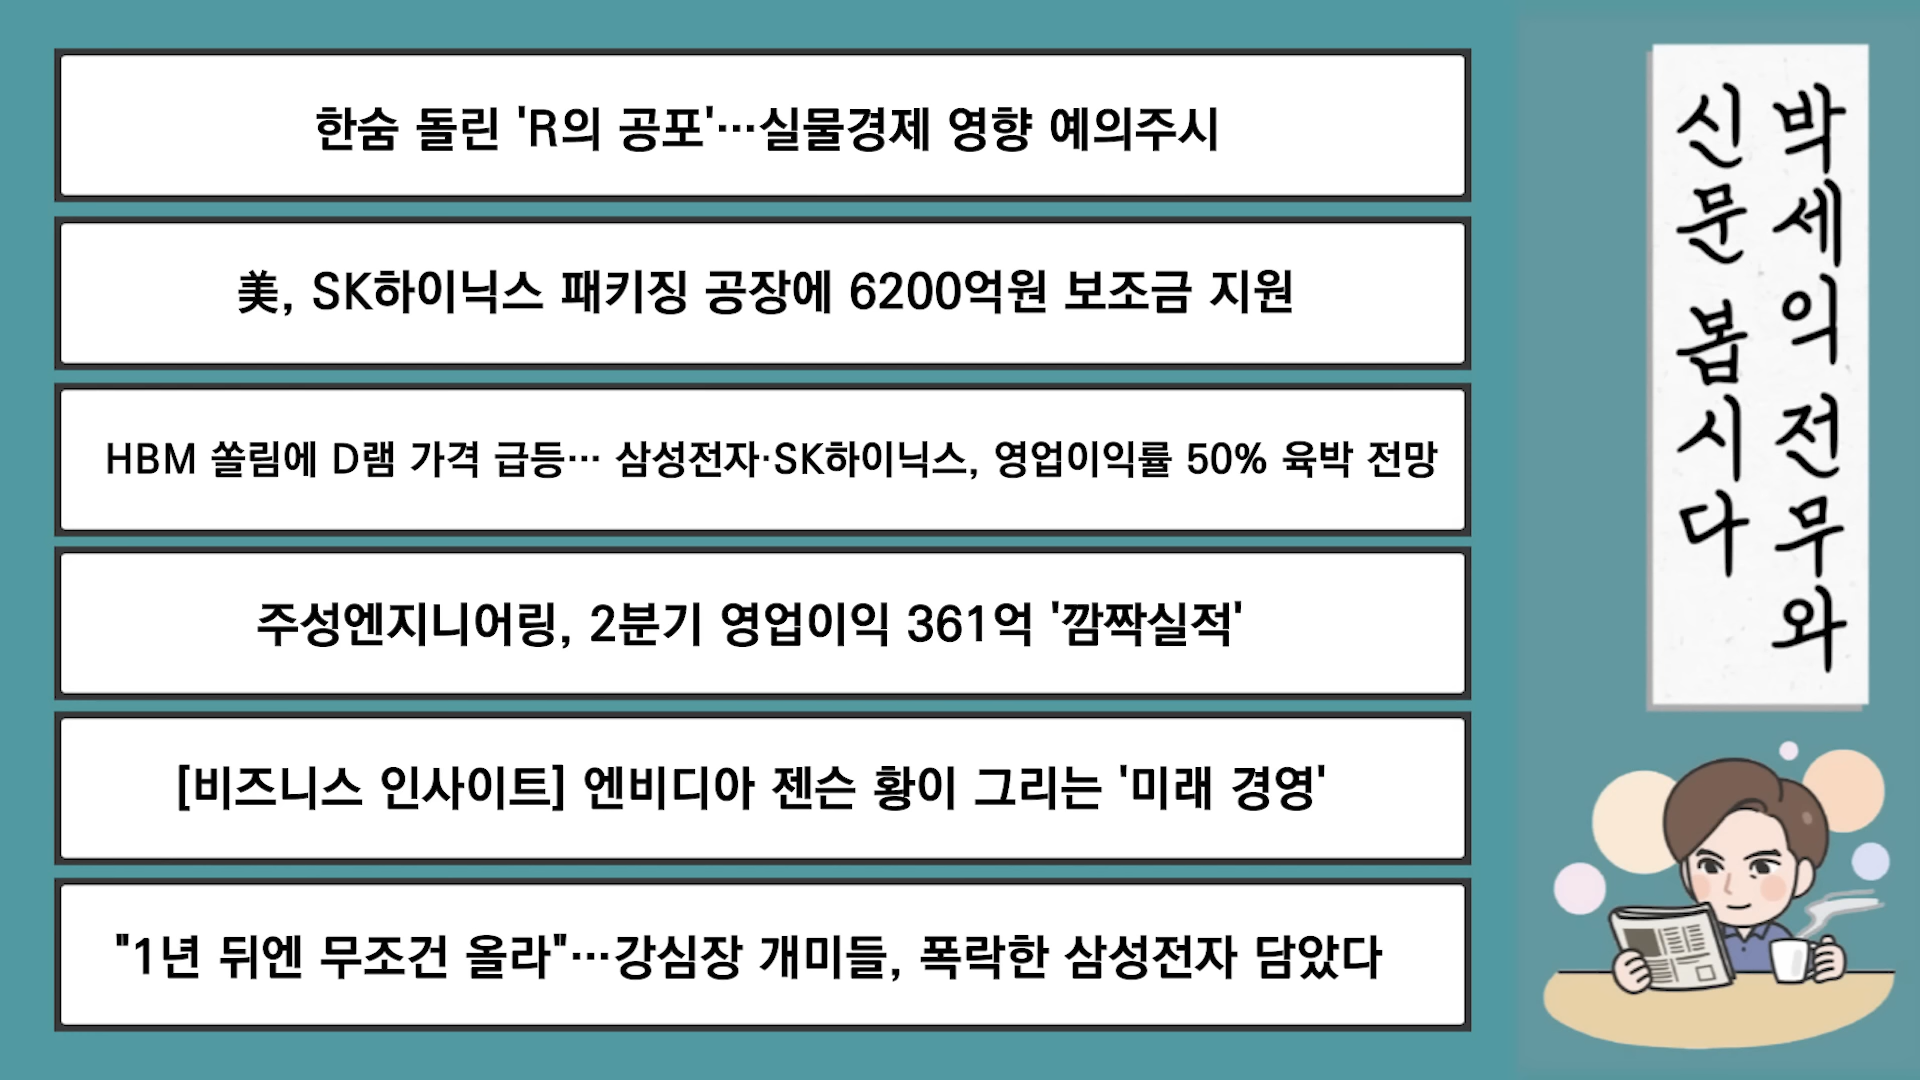 한숨 돌린 'R의 공포'…실물경제 영향 예의주시
美, SK하이닉스 패키징 공장에 6200억원 보조금 지원
HBM 쏠림에 D램 가격 급등… 삼성전자·SK하이닉스, 영업이익률 50% 육박 전망
주성엔지니어링, 2분기 영업이익 361억 '깜짝실적'
[비즈니스 인사이트] 엔비디아 젠슨 황이 그리는 '미래 경영'
"1년 뒤엔 무조건 올라"…강심장 개미들, 폭락한 삼성전자 담았다
박세익 전무와
신문 봅시다